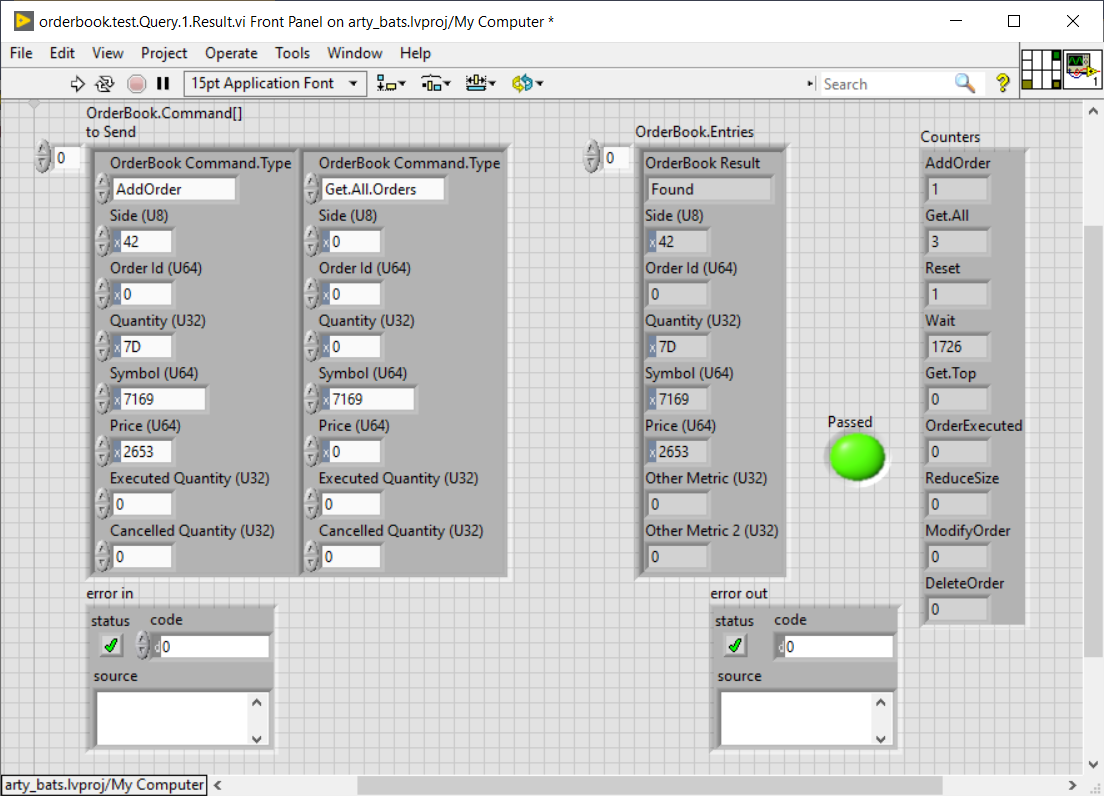 orderbook.test.Query.1.Result.vi Front Panel on arty_bats.lvproj/My Computer *
File Edit View Project Operate Tools Window Help
15pt Application Font
Search
?
1
OrderBook.Command[]
to Send
0
OrderBook Command.Type
AddOrder
Side (U8)
x 42
Order Id (U64)
x 0
Quantity (U32)
x 7D
Symbol (U64)
x 7169
Price (U64)
x 2653
Executed Quantity (U32)
0
Cancelled Quantity (U32)
0
OrderBook Command.Type
Get.All.Orders
Side (U8)
x 0
Order Id (U64)
x 0
Quantity (U32)
x 0
Symbol (U64)
x 7169
Price (U64)
x 0
Executed Quantity (U32)
0
Cancelled Quantity (U32)
0
OrderBook.Entries
0
OrderBook Result
Found
Side (U8)
x 42
Order Id (U64)
0
Quantity (U32)
x 7D
Symbol (U64)
x 7169
Price (U64)
x 2653
Other Metric (U32)
0
Other Metric 2 (U32)
0
Passed
Counters
AddOrder
1
Get.All
3
Reset
1
Wait
1726
Get.Top
0
OrderExecuted
0
ReduceSize
0
ModifyOrder
0
DeleteOrder
0
error in
status code
d 0
source
error out
status code
d 0
source
arty_bats.lvproj/My Computer